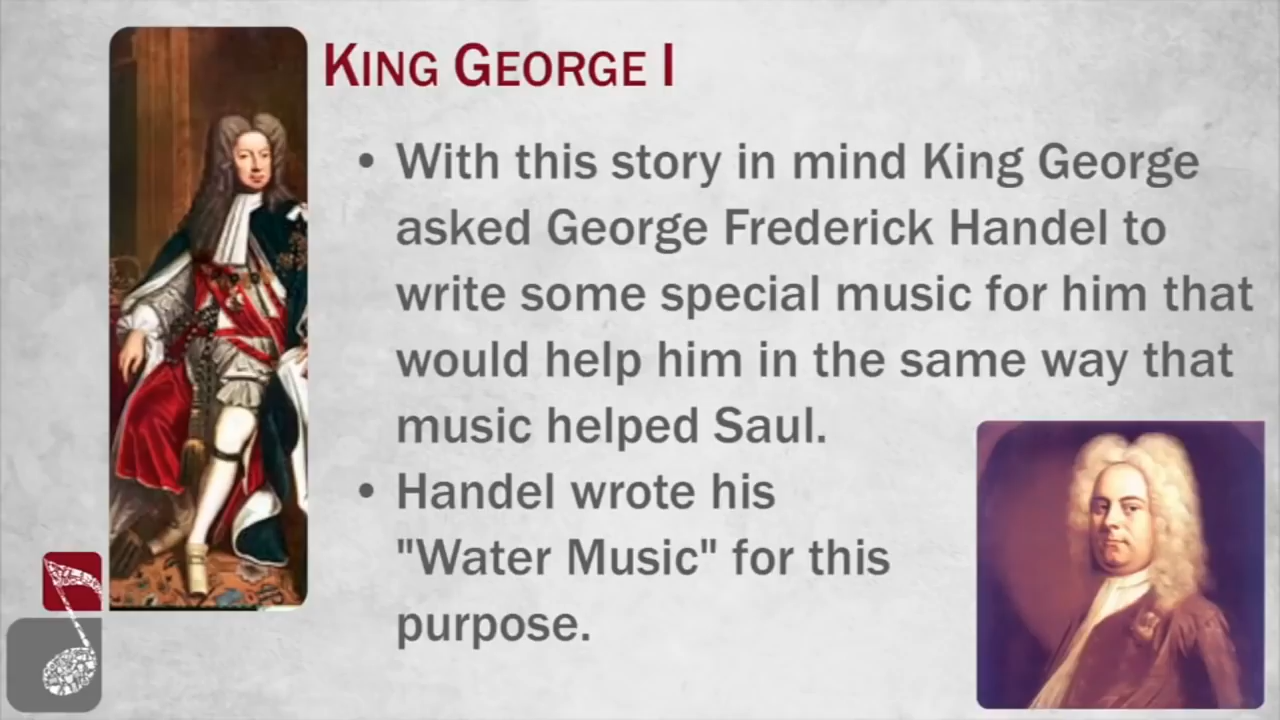 KING GEORGE I
• With this story in mind King George
asked George Frederick Handel to
write some special music for him that
would help him in the same way that
music helped Saul.
• Handel wrote his
"Water Music" for this
purpose.